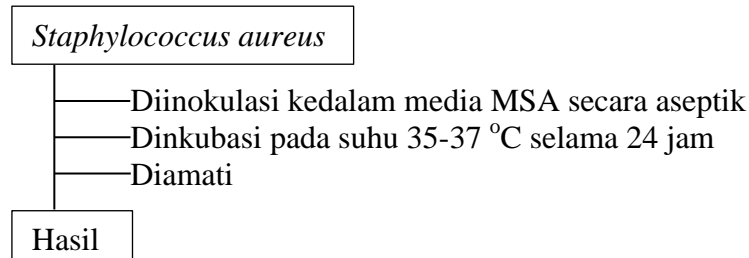 Staphylococcus aureus
Diinokulasi kedalam media MSA secara aseptik
Dinkubasi pada suhu 35-37 °C selama 24 jam
Diamati
Hasil